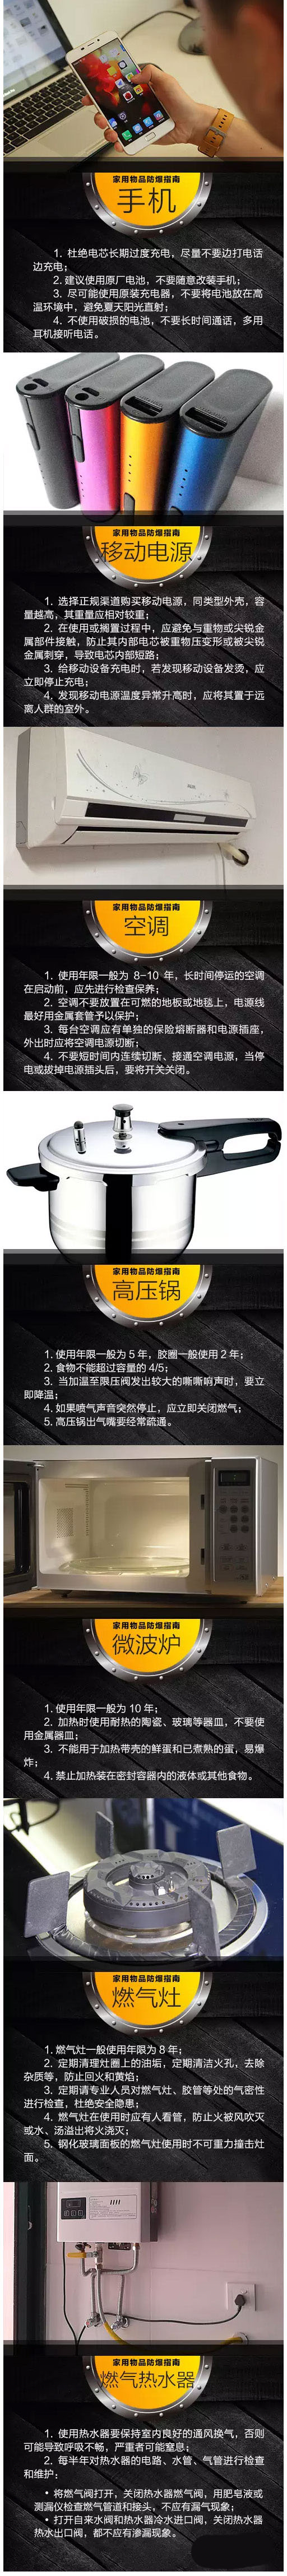 家用物品防爆指南
手机
1. 杜绝电芯长期过度充电，尽量不要边打电话
边充电；
2. 建议使用原厂电池，不要随意改装手机；
3. 尽可能使用原装充电器，不要将电池放在高
温环境中，避免夏天阳光直射；
4. 不使用破损的电池，不要长时间通话，多用
耳机接听电话。
家用物品防爆指南
移动电源
1. 选择正规渠道购买移动电源，同类型外壳，容
量越高，其重量应相对较重；
2. 在使用或搁置过程中，应避免与重物或尖锐金
属部件接触，防止其内部电芯被重物压变形或被尖锐
金属刺穿，导致电芯内部短路；
3. 给移动设备充电时，若发现移动设备发烫，应
立即停止充电；
4. 发现移动电源温度异常升高时，应将其置于远
离人群的室外。
家用物品防爆指南
空调
1. 使用年限一般为 8-10 年，长时间停运的空调
在启动前，应先进行检查保养；
2. 空调不要放置在可燃的地板或地毯上，电源线
最好用金属套管予以保护；
3. 每台空调应有单独的保险熔断器和电源插座，
外出时应将空调电源切断；
4. 不要短时间内连续切断、接通空调电源，当停
电或拔掉电源插头后，要将开关关闭。
家用物品防爆指南
高压锅
1. 使用年限一般为 5 年，胶圈一般使用 2 年；
2. 食物不能超过容量的 4/5；
3. 当加温至限压阀发出较大的嘶嘶响声时，要立
即降温；
4. 如果喷气声音突然停止，应立即关闭燃气；
5. 高压锅出气嘴要经常疏通。
家用物品防爆指南
微波炉
1. 使用年限一般为 10 年；
2. 加热时使用耐热的陶瓷、玻璃等器皿，不要使
用金属器皿；
3. 不能用于加热带壳的鲜蛋和已煮熟的蛋，易爆
炸；
4. 禁止加热装在密封容器内的液体或其他食物。
家用物品防爆指南
燃气灶
1. 燃气灶一般使用年限为 8 年；
2. 定期清理灶圈上的油垢，定期清洁火孔，去除
杂质等，防止回火和黄焰；
3. 定期请专业人员对燃气灶、胶管等处的气密性
进行检查，杜绝安全隐患；
4. 燃气灶在使用时应有人看管，防止火被风吹灭
或水、汤溢出将火浇灭；
5. 钢化玻璃面板的燃气灶使用时不可重力撞击灶
面。
家用物品防爆指南
燃气热水器
1. 使用热水器要保持室内良好的通风换气，否则
可能导致呼吸不畅，严重者可能窒息；
2. 每半年对热水器的电路、水管、气管进行检查
和维护：
• 将燃气阀打开，关闭热水器燃气阀，用肥皂液或
测漏仪检查燃气管道和接头，不应有漏气现象；
• 打开自来水阀和热水器冷水进口阀，关闭热水器
热水出口阀，都不应有渗漏现象。